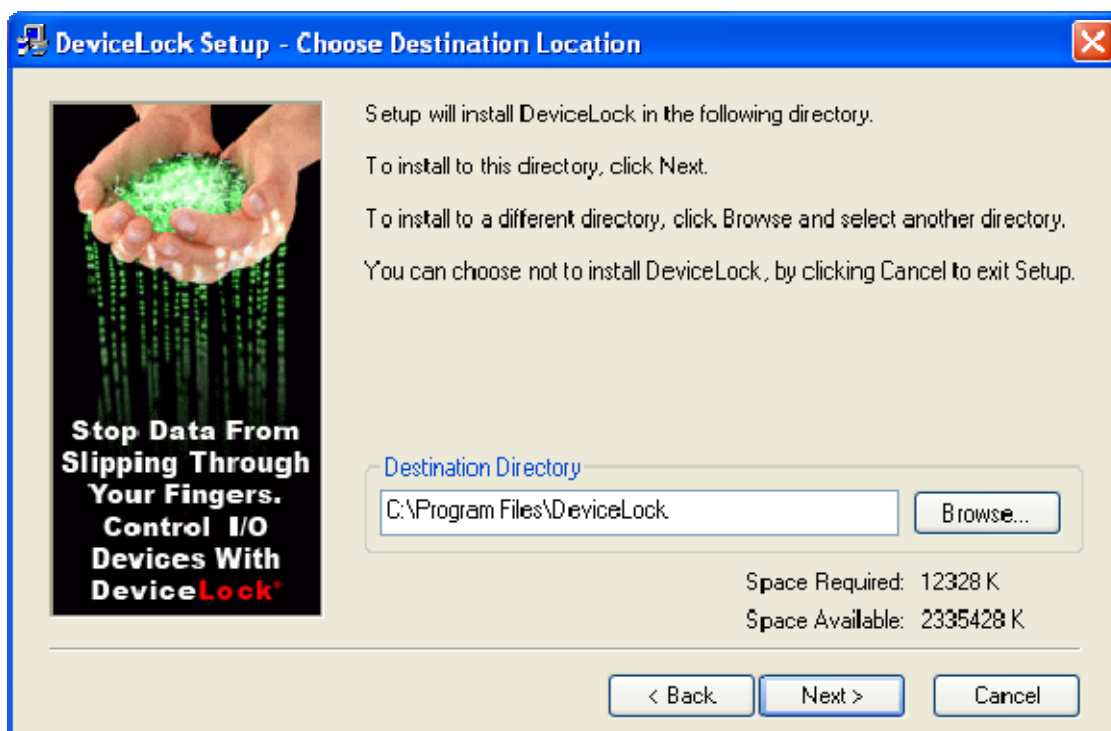 DeviceLock Setup - Choose Destination Location
Setup will install DeviceLock in the following directory.
To install to this directory, click Next.
To install to a different directory, click Browse and select another directory.
You can choose not to install DeviceLock, by clicking Cancel to exit Setup.
Stop Data From
Slipping Through
Your Fingers.
Control I/O
Devices With
DeviceLock®
Destination Directory
C:\Program Files\DeviceLock
Browse...
Space Required: 12328 K
Space Available: 2335428 K
< Back
Next >
Cancel